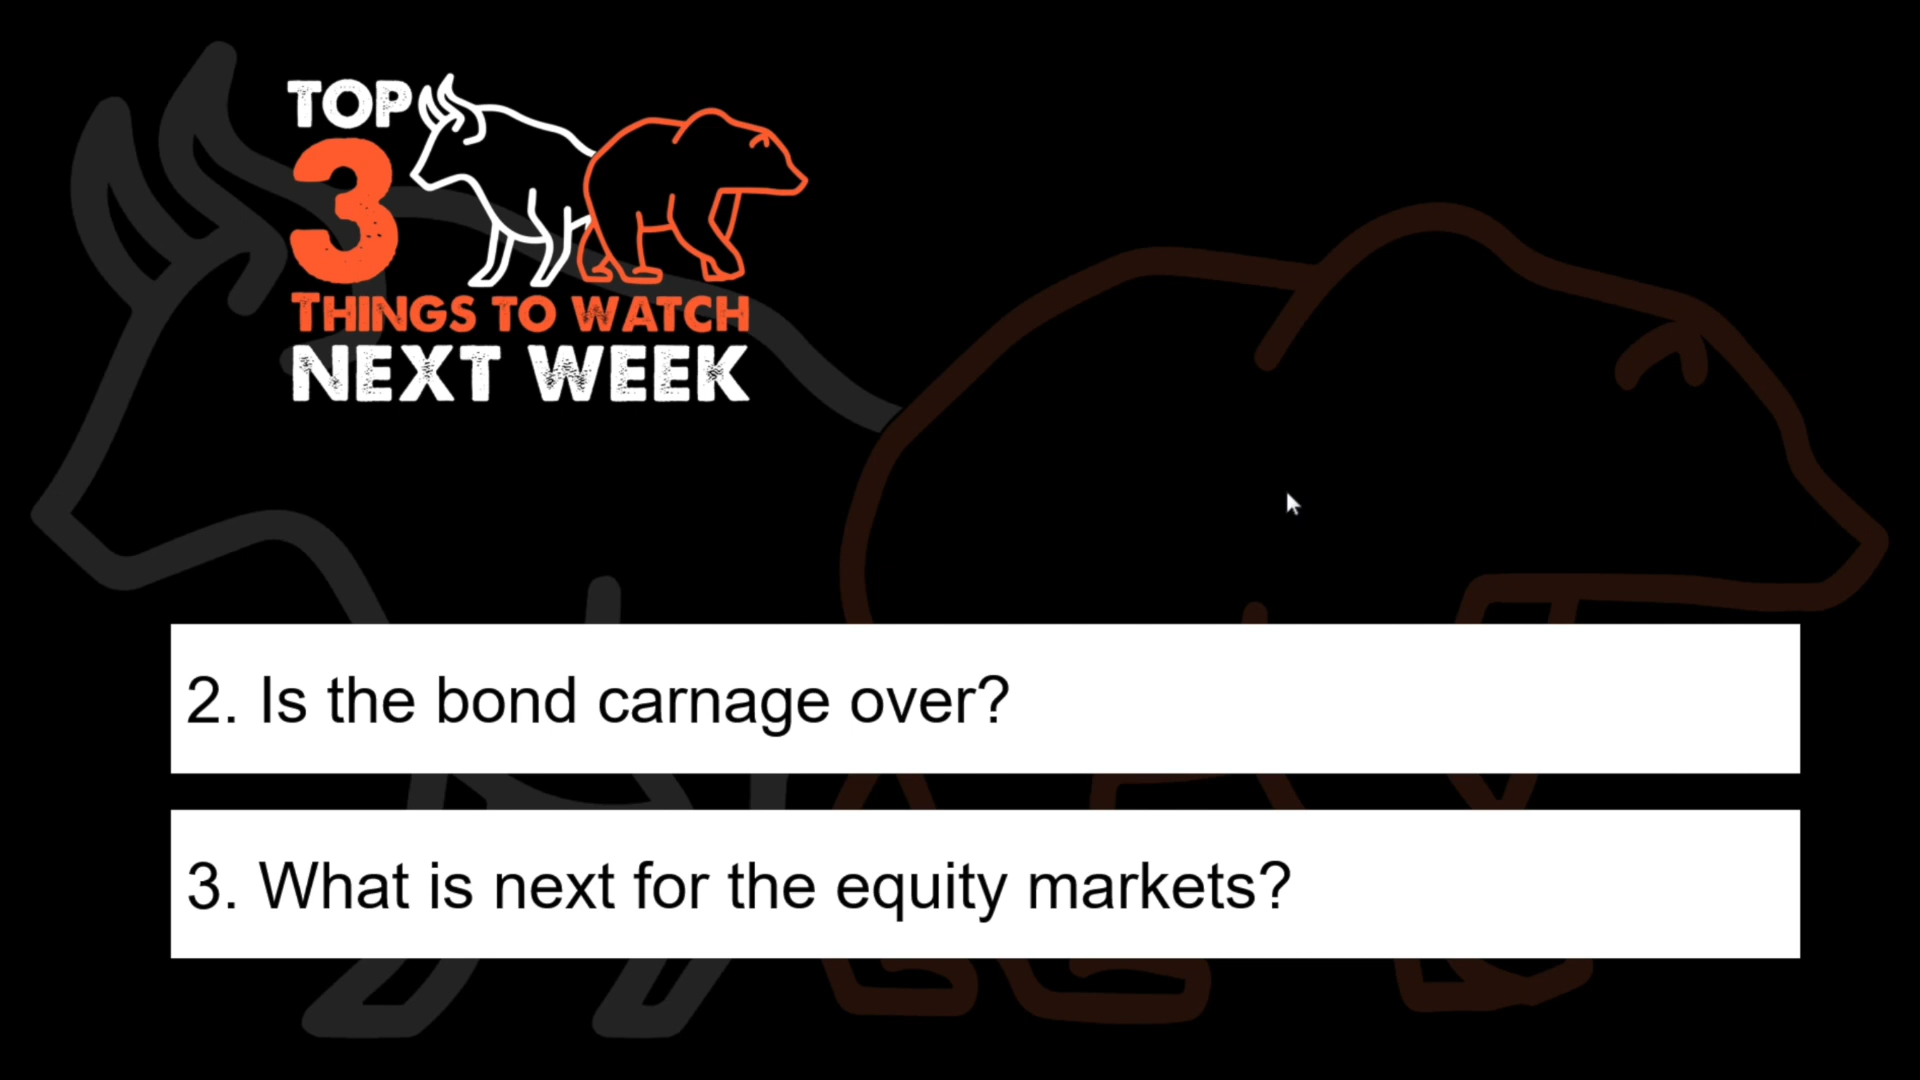 TOP
3
THINGS TO WATCH
NEXT WEEK
2. Is the bond carnage over?
3. What is next for the equity markets?